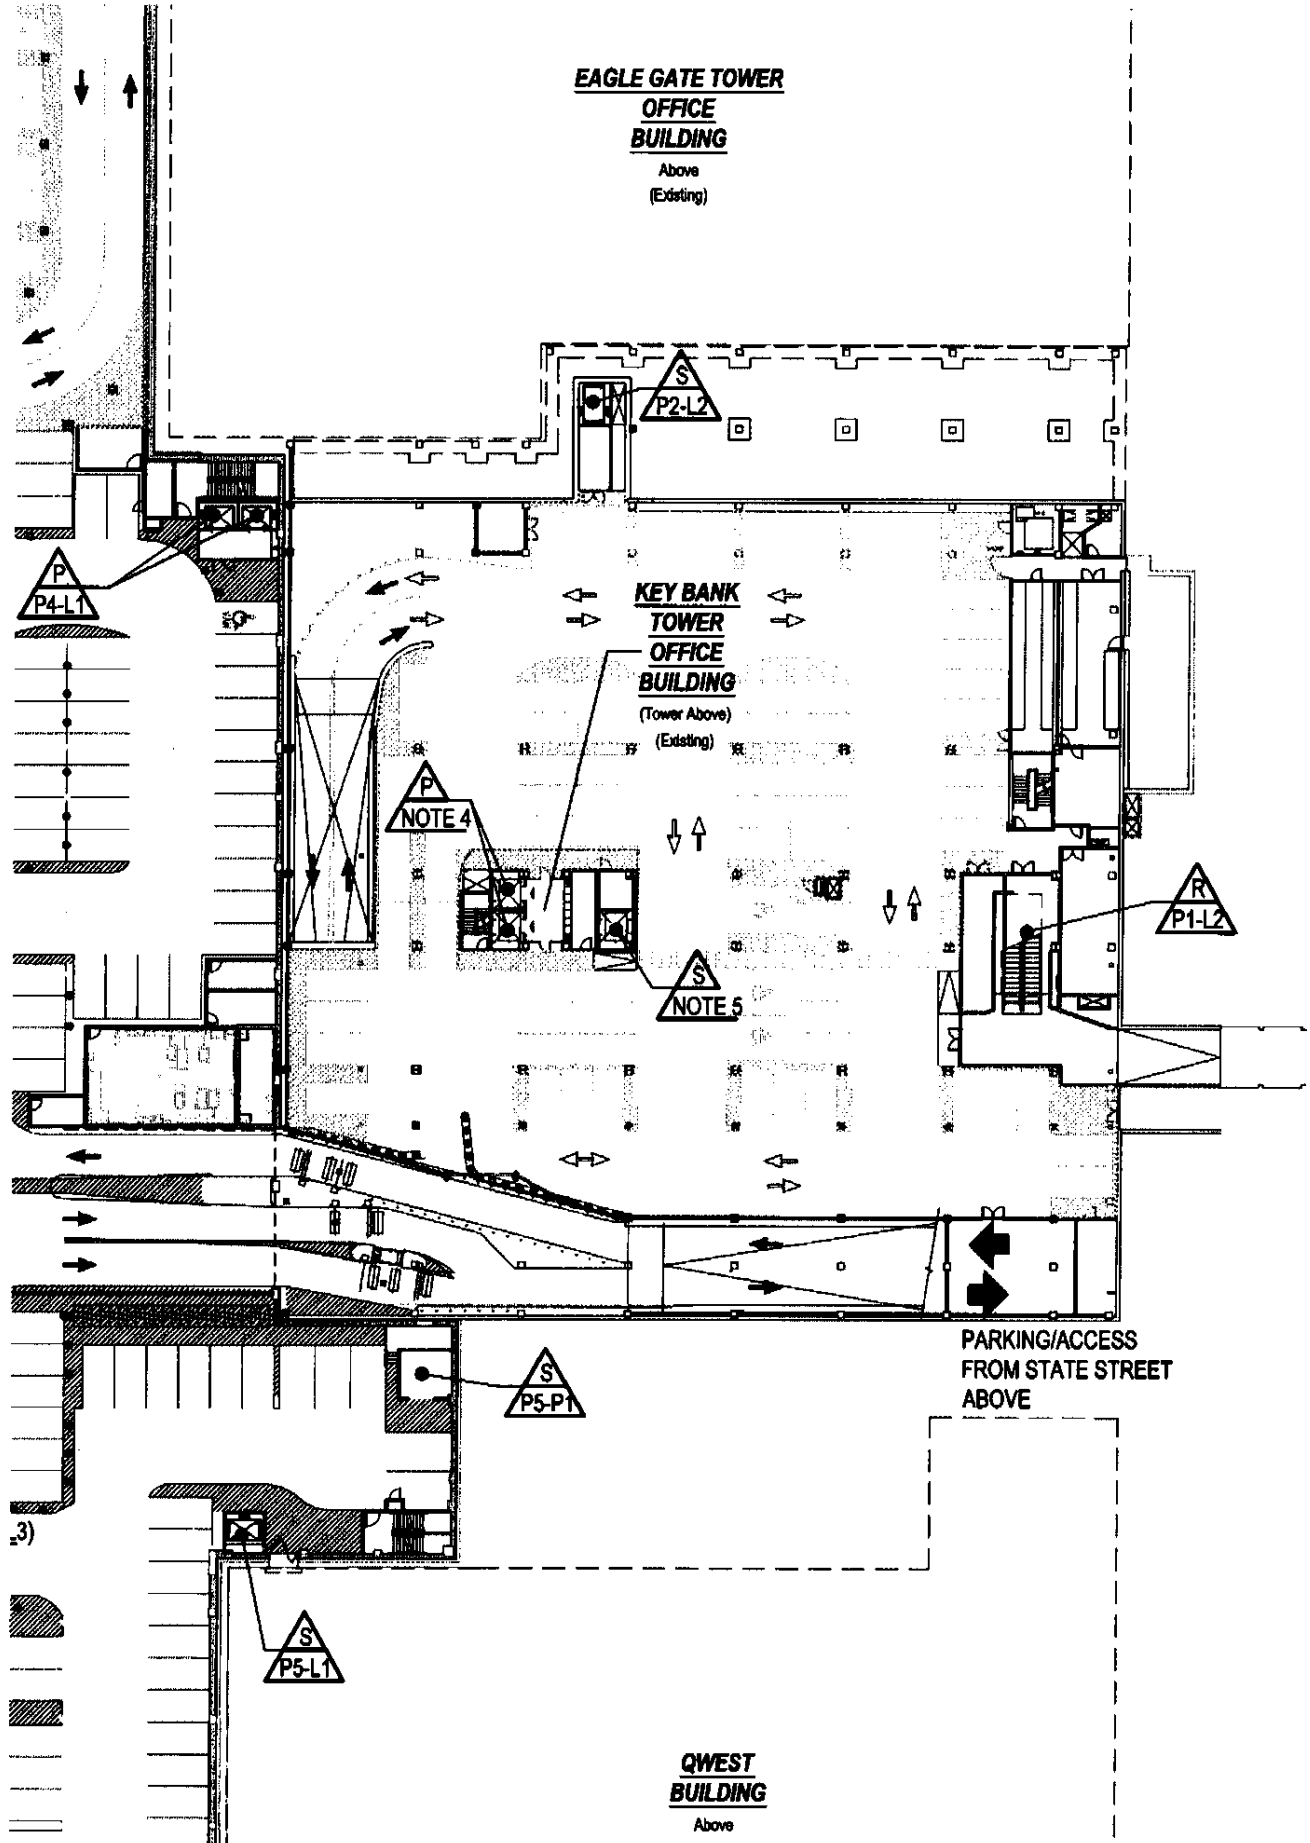 EAGLE GATE TOWER
OFFICE
BUILDING
Above
(Existing)
S
P2-L2
P
P4-L1
KEY BANK
TOWER
OFFICE
BUILDING
(Tower Above)
(Existing)
P
NOTE 4
R
P1-L2
S
NOTE 5
PARKING/ACCESS
FROM STATE STREET
ABOVE
S
P5-P1
3)
S
P5-L1
QWEST
BUILDING
Above